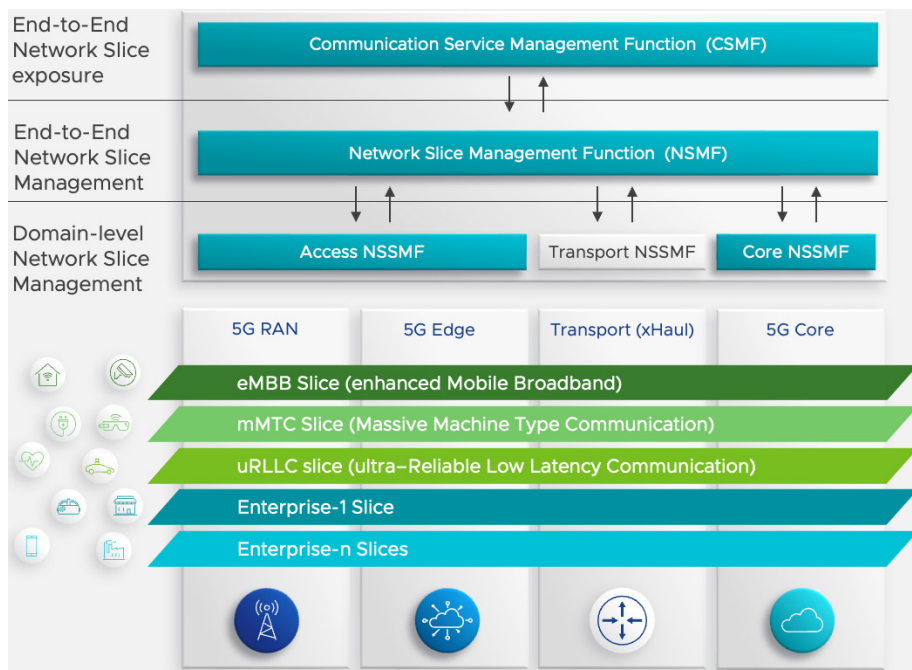 End-to-End
Network Slice
exposure
Communication Service Management Function (CSMF)
End-to-End
Network Slice
Management
Network Slice Management Function (NSMF)
Domain-level
Network Slice
Management
Access NSSMF
Transport NSSMF
Core NSSMF
5G RAN
5G Edge
Transport (xHaul)
5G Core
eMBB Slice (enhanced Mobile Broadband)
mMTC Slice (Massive Machine Type Communication)
uRLLC slice (ultra–Reliable Low Latency Communication)
Enterprise-1 Slice
Enterprise-n Slices